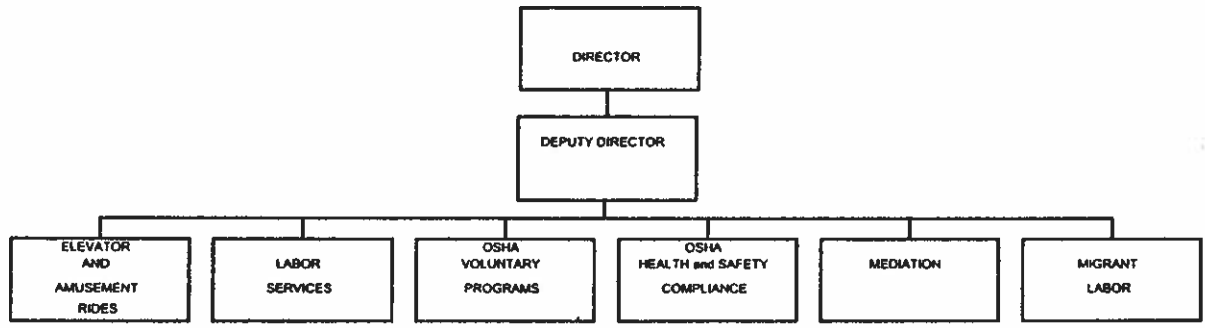 DIRECTOR
DEPUTY DIRECTOR
ELEVATOR
AND
AMUSEMENT
RIDES
LABOR
SERVICES
OSHA
VOLUNTARY
PROGRAMS
OSHA
HEALTH and SAFETY
COMPLIANCE
MEDIATION
MIGRANT
LABOR